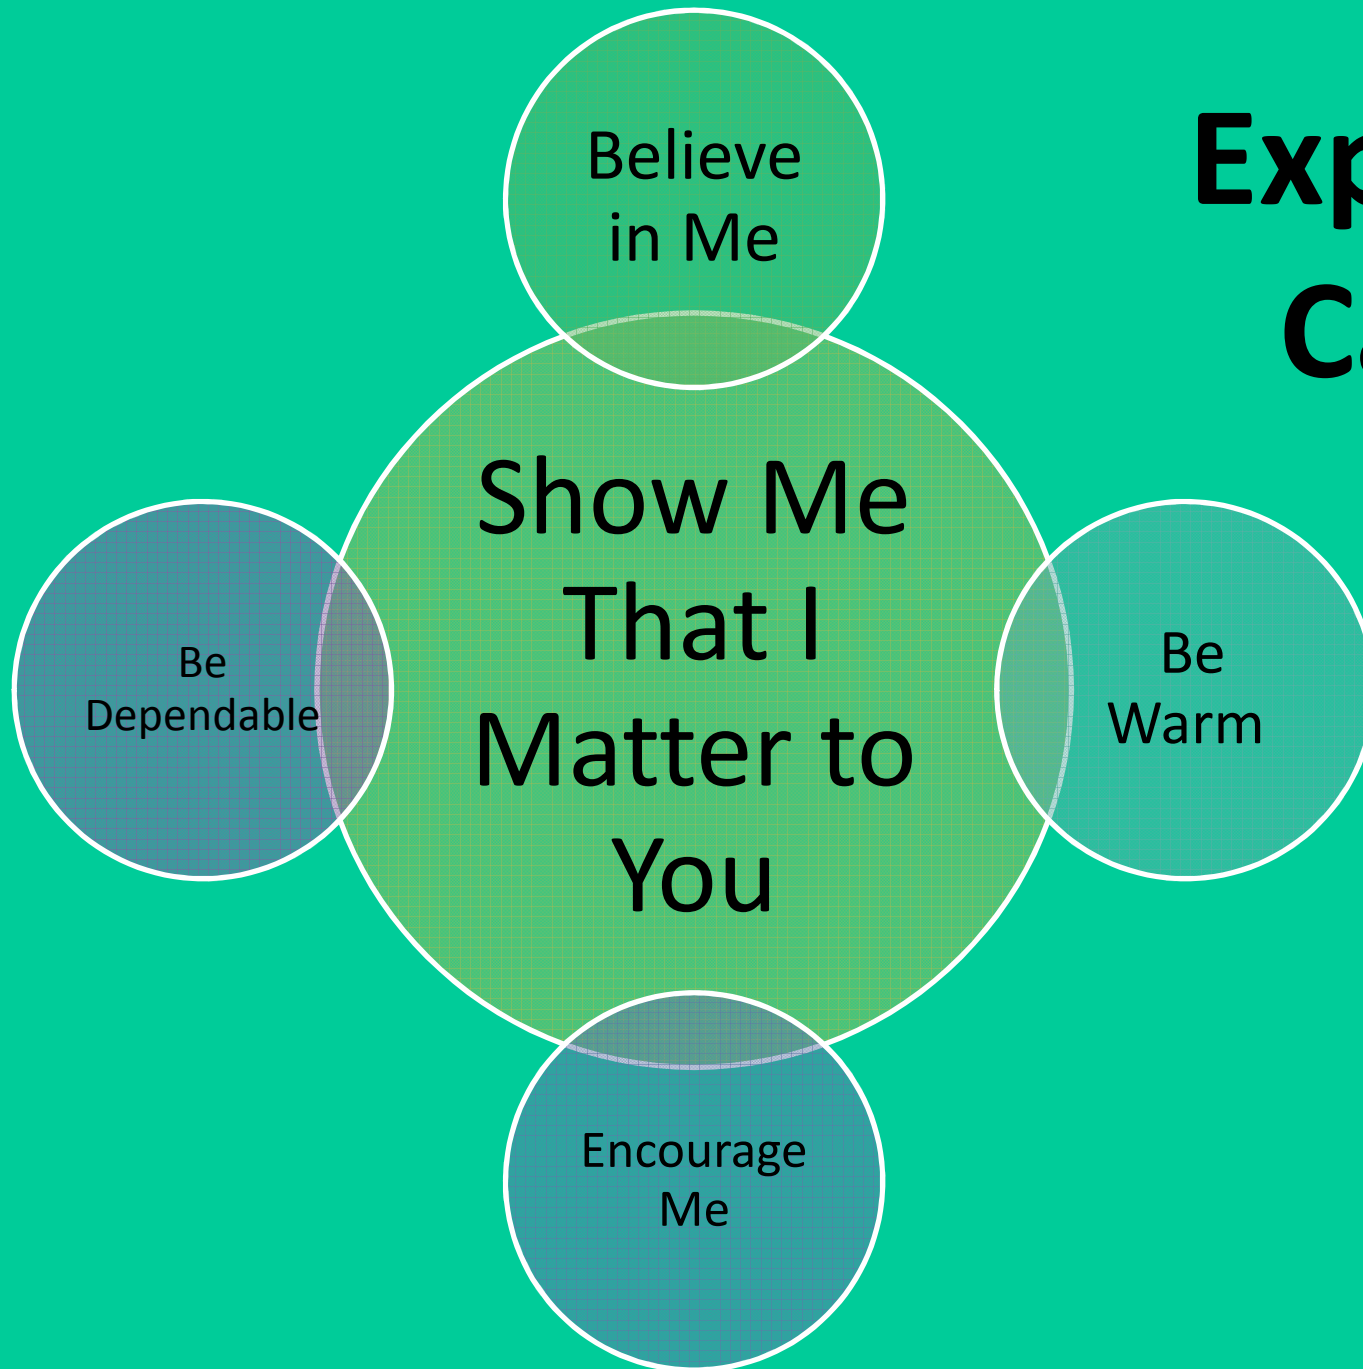 Believe
in Me
Show Me
That I
Matter to
You
Be
Dependable
Be
Warm
Encourage
Me